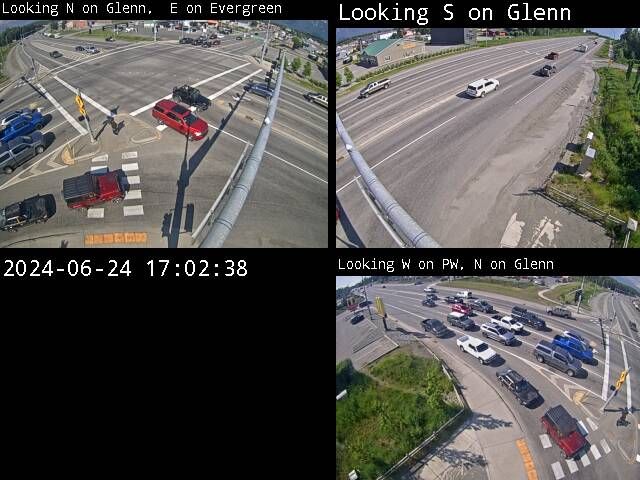 Looking N on Glenn,  E on Evergreen
Looking S on Glenn
2024-06-24 17:02:38
Looking W on PW, N on Glenn